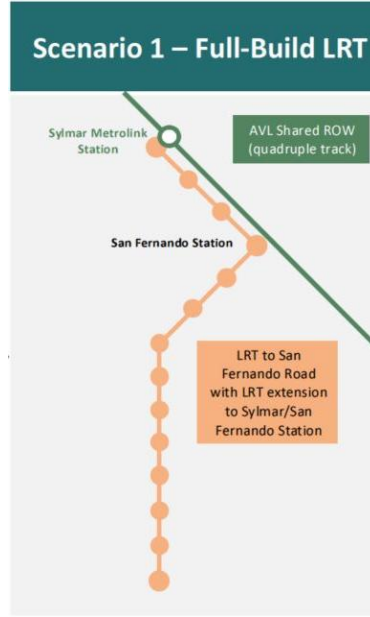 Scenario 1 – Full-Build LRT
Sylmar Metrolink
Station
AVL Shared ROW
(quadruple track)
San Fernando Station
LRT to San
Fernando Road
with LRT extension
to Sylmar/San
Fernando Station